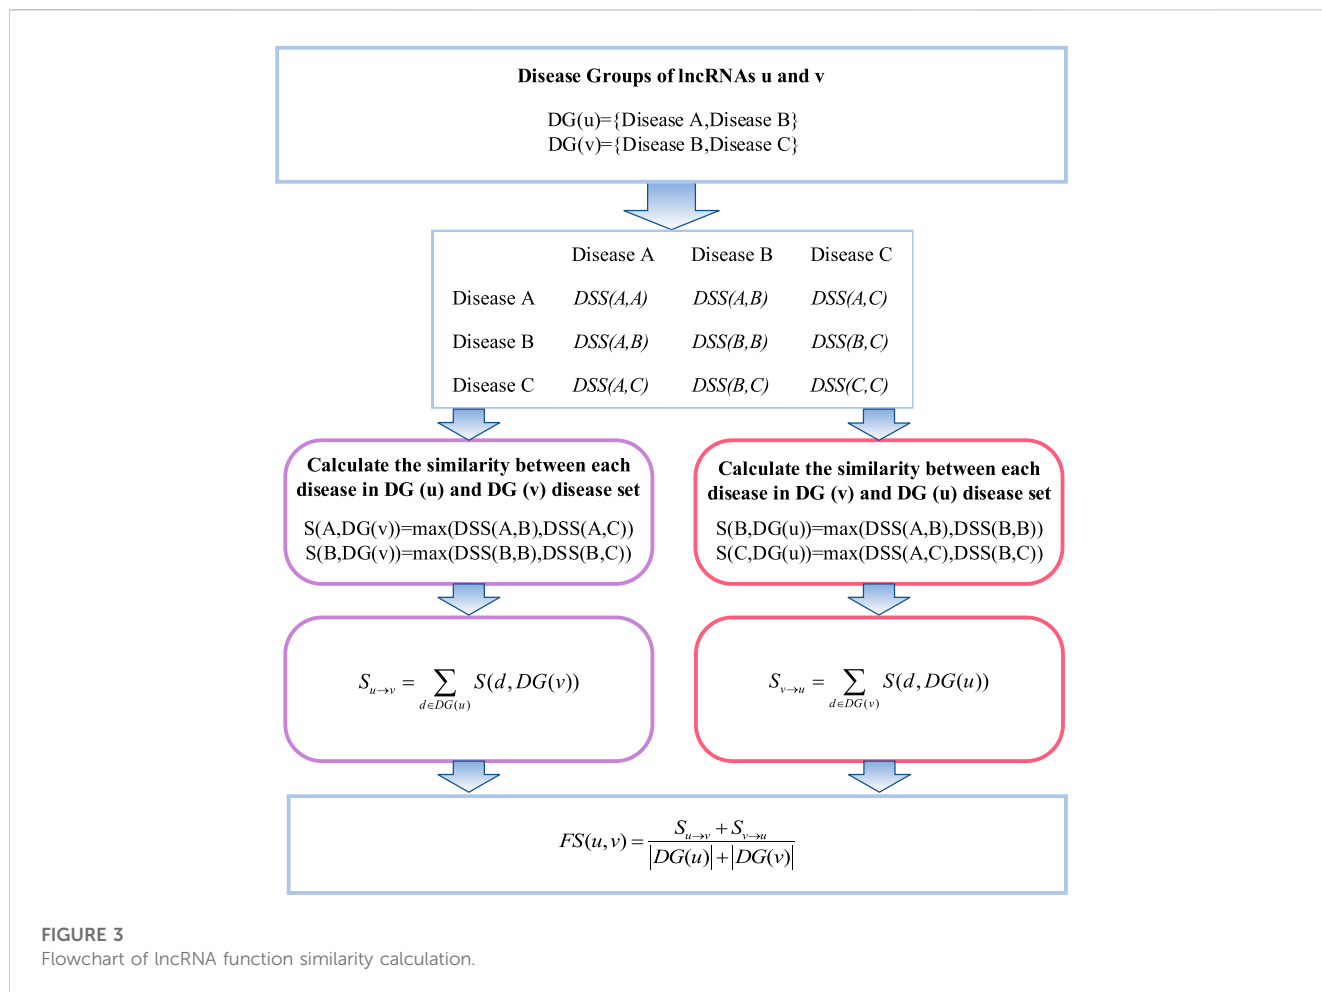 Disease Groups of lncRNAs u and v
DG(u)={Disease A,Disease B}
DG(v)={Disease B,Disease C}
Disease A Disease B Disease C
Disease A DSS(A,A) DSS(A,B) DSS(A,C)
Disease B DSS(A,B) DSS(B,B) DSS(B,C)
Disease C DSS(A,C) DSS(B,C) DSS(C,C)
Calculate the similarity between each
disease in DG (u) and DG (v) disease set
S(A,DG(v))=max(DSS(A,B),DSS(A,C))
S(B,DG(v))=max(DSS(B,B),DSS(B,C))
Calculate the similarity between each
disease in DG (v) and DG (u) disease set
S(B,DG(u))=max(DSS(A,B),DSS(B,B))
S(C,DG(u))=max(DSS(A,C),DSS(B,C))
S_{u→v} = ∑_{d∈DG(u)} S(d,DG(v))
S_{v→u} = ∑_{d∈DG(v)} S(d,DG(u))
FS(u,v) = \frac{S_{u→v} + S_{v→u}}{|DG(u)| + |DG(v)|}
FIGURE 3
Flowchart of lncRNA function similarity calculation.